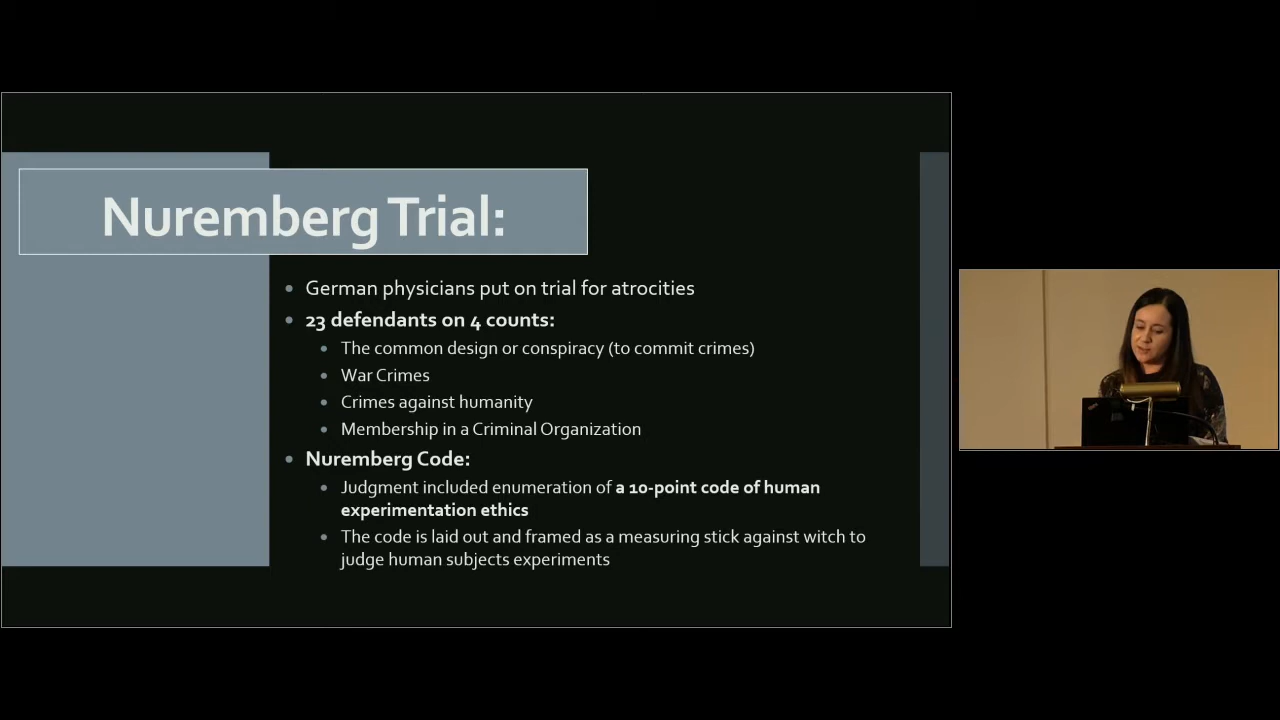 Nuremberg Trial:
German physicians put on trial for atrocities
23 defendants on 4 counts:
The common design or conspiracy (to commit crimes)
War Crimes
Crimes against humanity
Membership in a Criminal Organization
Nuremberg Code:
Judgment included enumeration of a 10-point code of human
experimentation ethics
The code is laid out and framed as a measuring stick against witch to
judge human subjects experiments